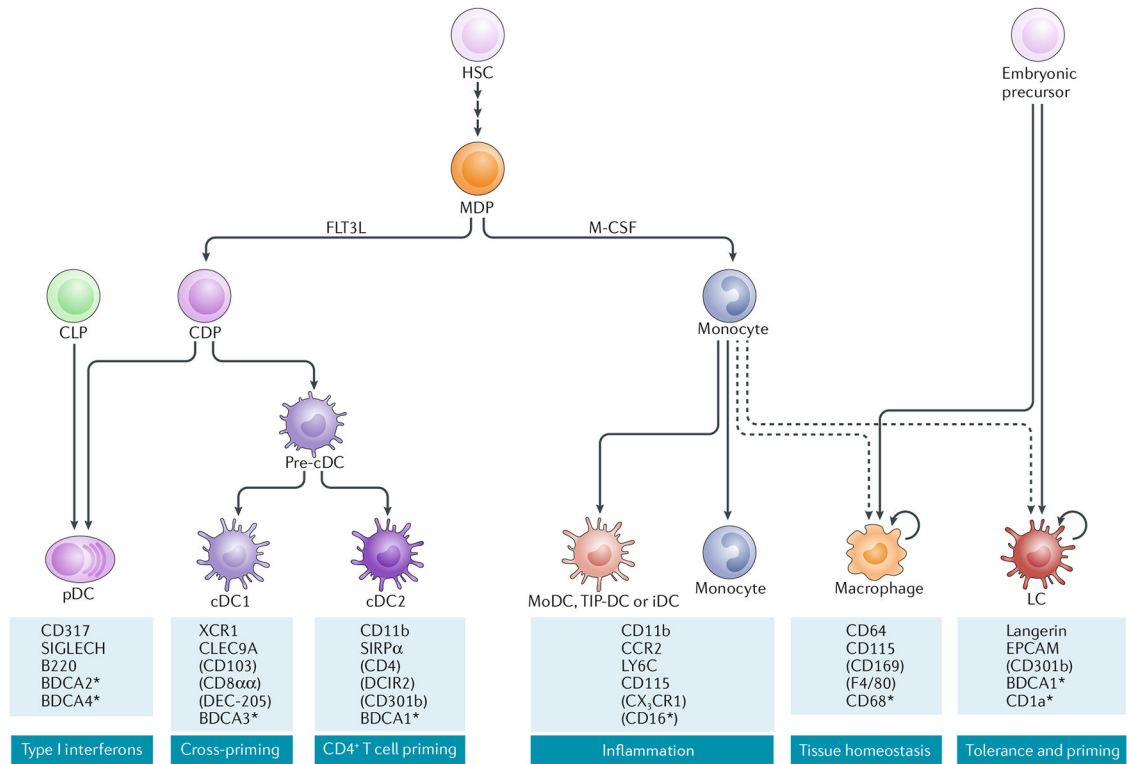 HSC
Embryonic
precursor
MDP
FLT3L
M-CSF
CLP
CDP
Monocyte
Pre-cDC
pDC
cDC1
cDC2
MoDC, TIP-DC or iDC
Monocyte
Macrophage
LC
CD317
SIGLECH
B220
BDCA2*
BDCA4*
XCR1
CLEC9A
(CD103)
(CD8αα)
(DEC-205)
BDCA3*
CD11b
SIRPα
(CD4)
(DCIR2)
(CD301b)
BDCA1*
CD11b
CCR2
LY6C
CD115
(CX₃CR1)
(CD16*)
CD64
CD115
(CD169)
(F4/80)
CD68*
Langerin
EPCAM
(CD301b)
BDCA1*
CD1a*
Type I interferons
Cross-priming
CD4⁺ T cell priming
Inflammation
Tissue homeostasis
Tolerance and priming